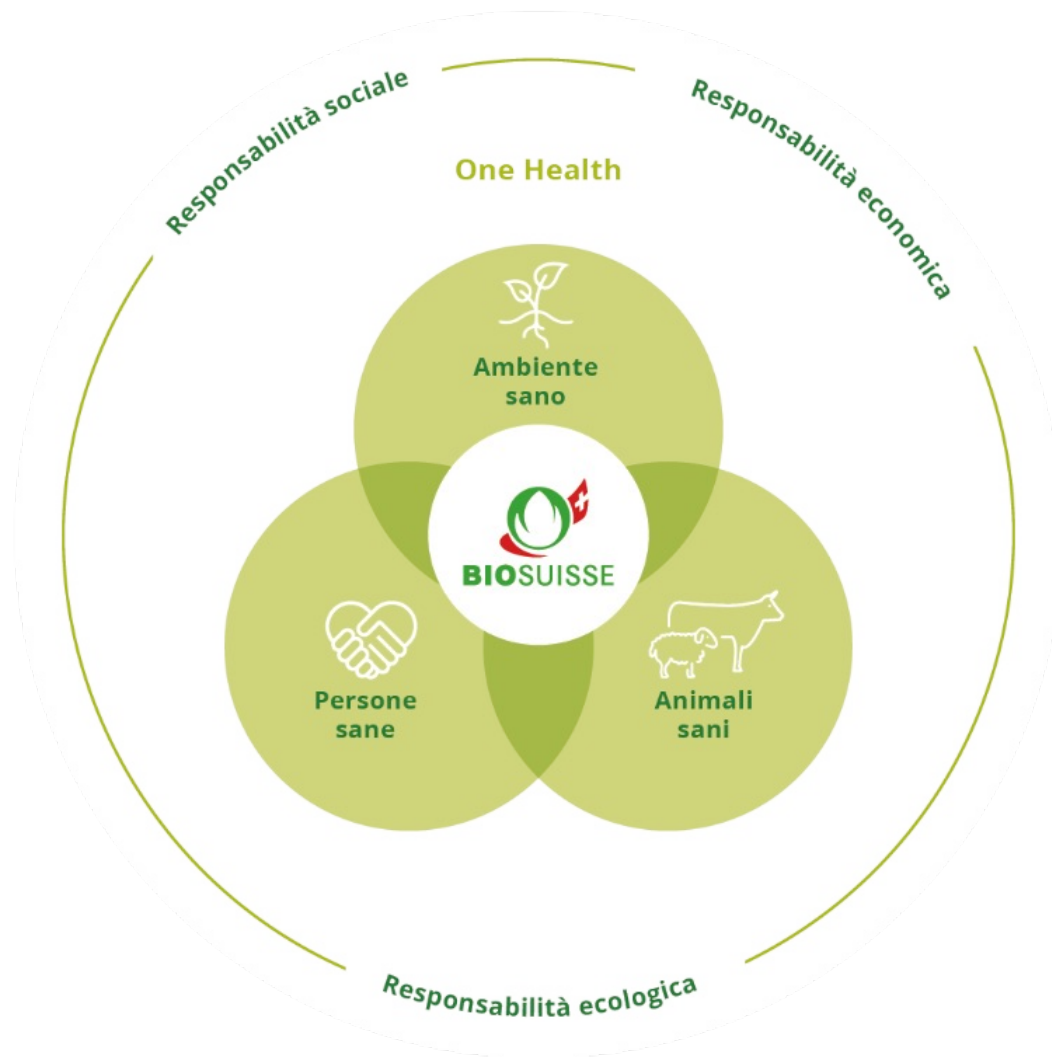 Responsabilità sociale
Responsabilità economica
One Health
Ambiente
sano
BIOSUISSE
Persone
sane
Animali
sani
Responsabilità ecologica